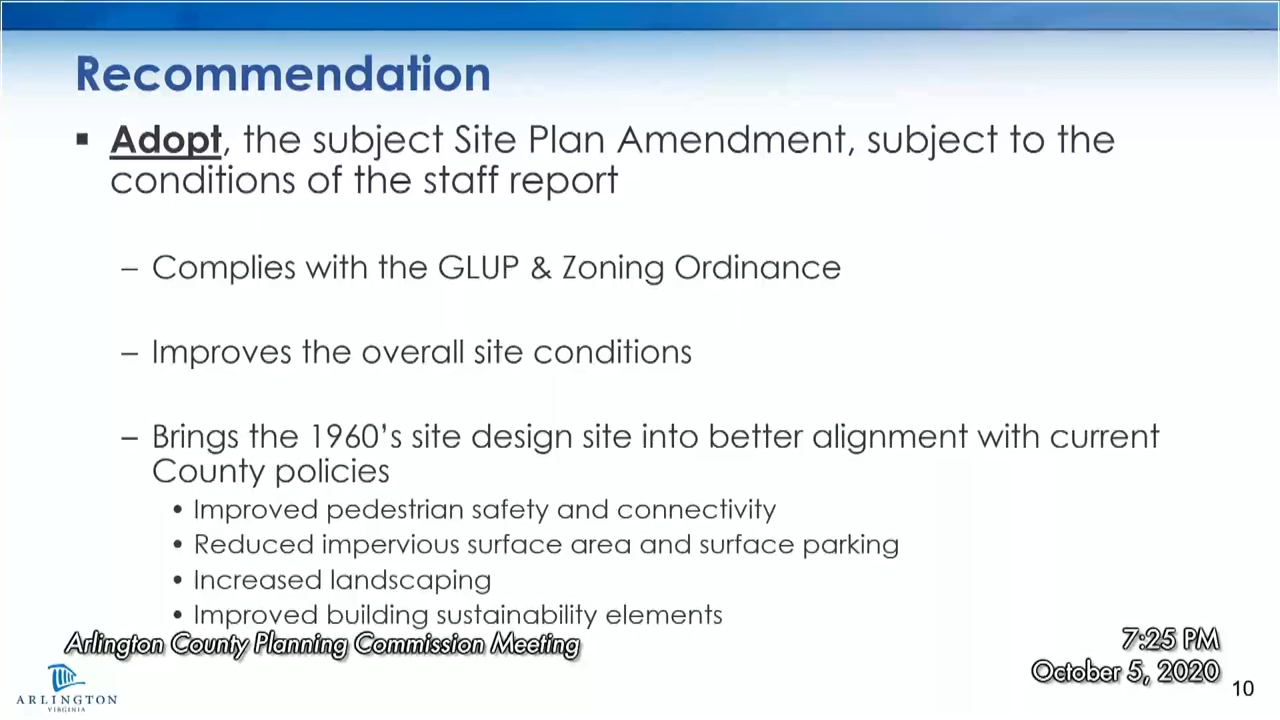 Recommendation
▪ Adopt, the subject Site Plan Amendment, subject to the
conditions of the staff report
– Complies with the GLUP & Zoning Ordinance
– Improves the overall site conditions
– Brings the 1960's site design site into better alignment with current
County policies
• Improved pedestrian safety and connectivity
• Reduced impervious surface area and surface parking
• Increased landscaping
• Improved building sustainability elements
Arlington County Planning Commission Meeting
7:25 PM
October 5, 2020
10
ARLINGTON
VIRGINIA